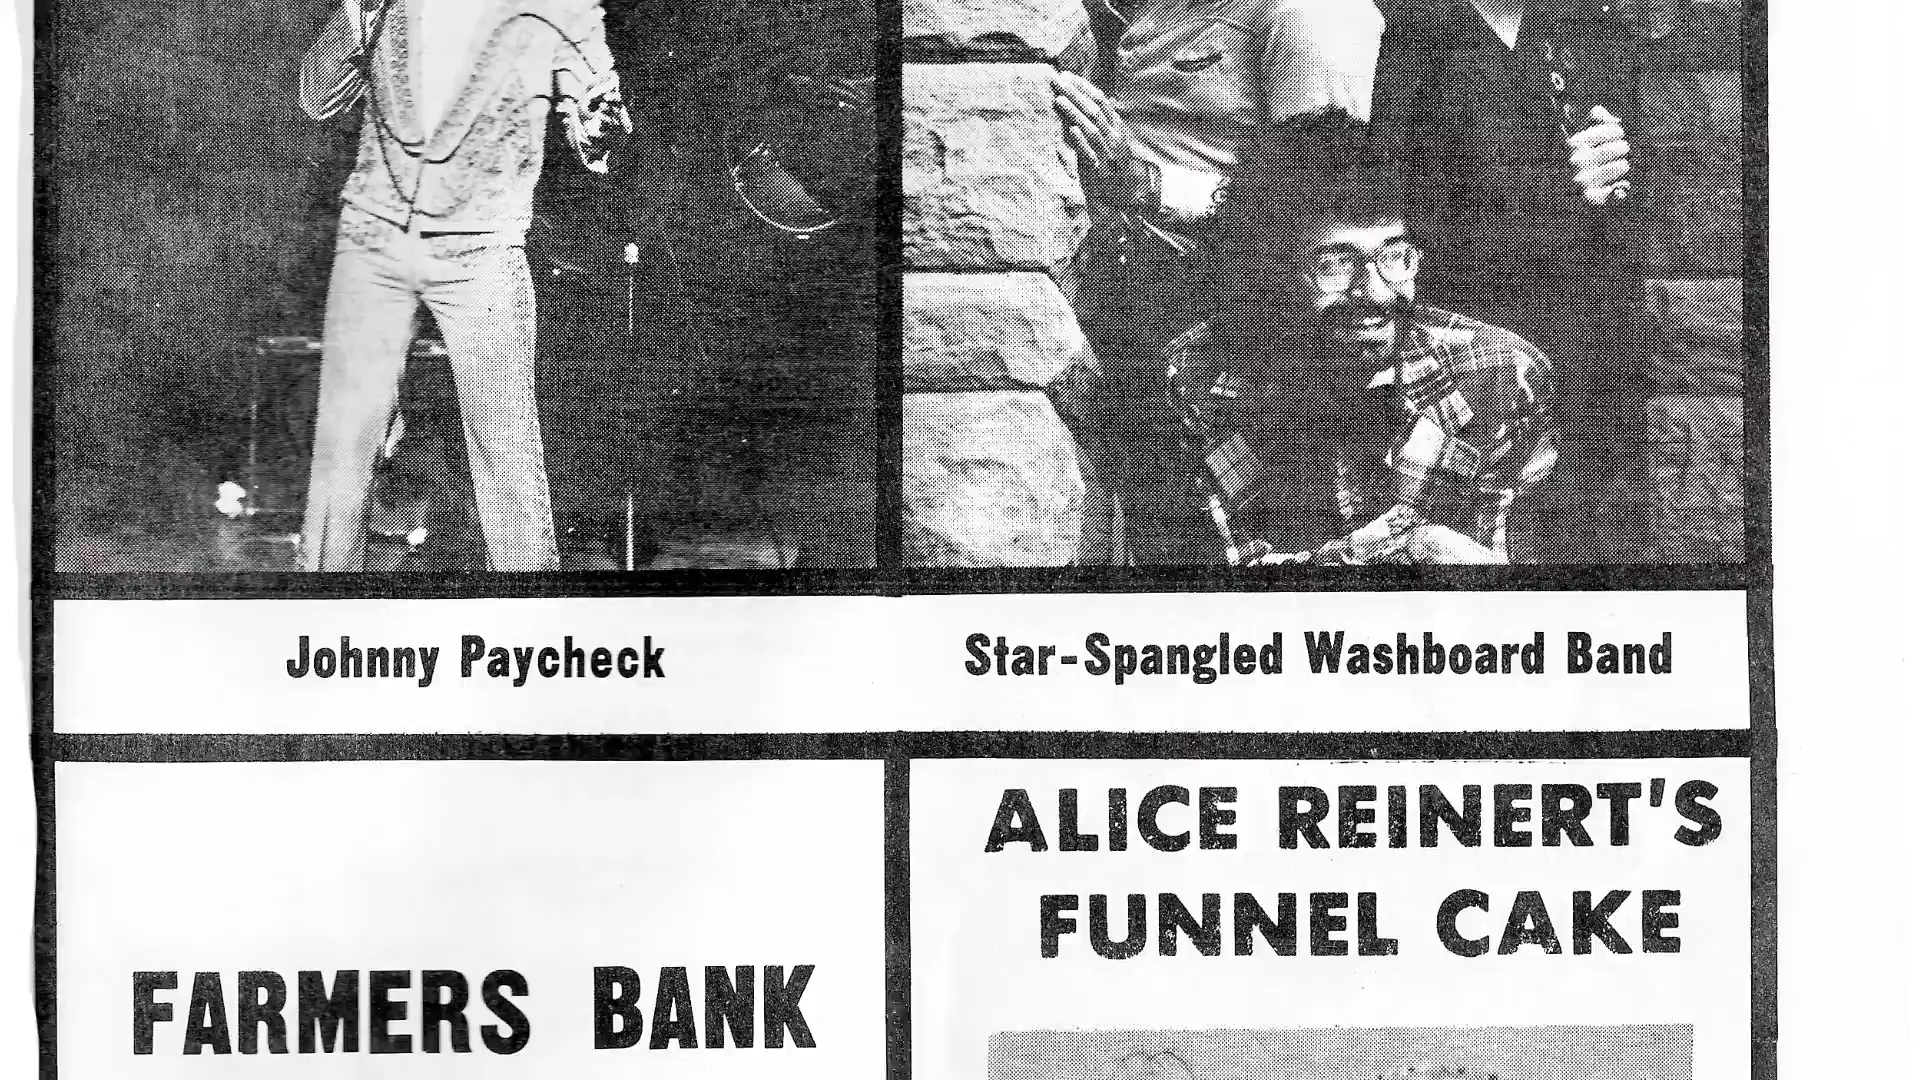 Johnny Paycheck
Star-Spangled Washboard Band
FARMERS BANK
ALICE REINERT'S
FUNNEL CAKE